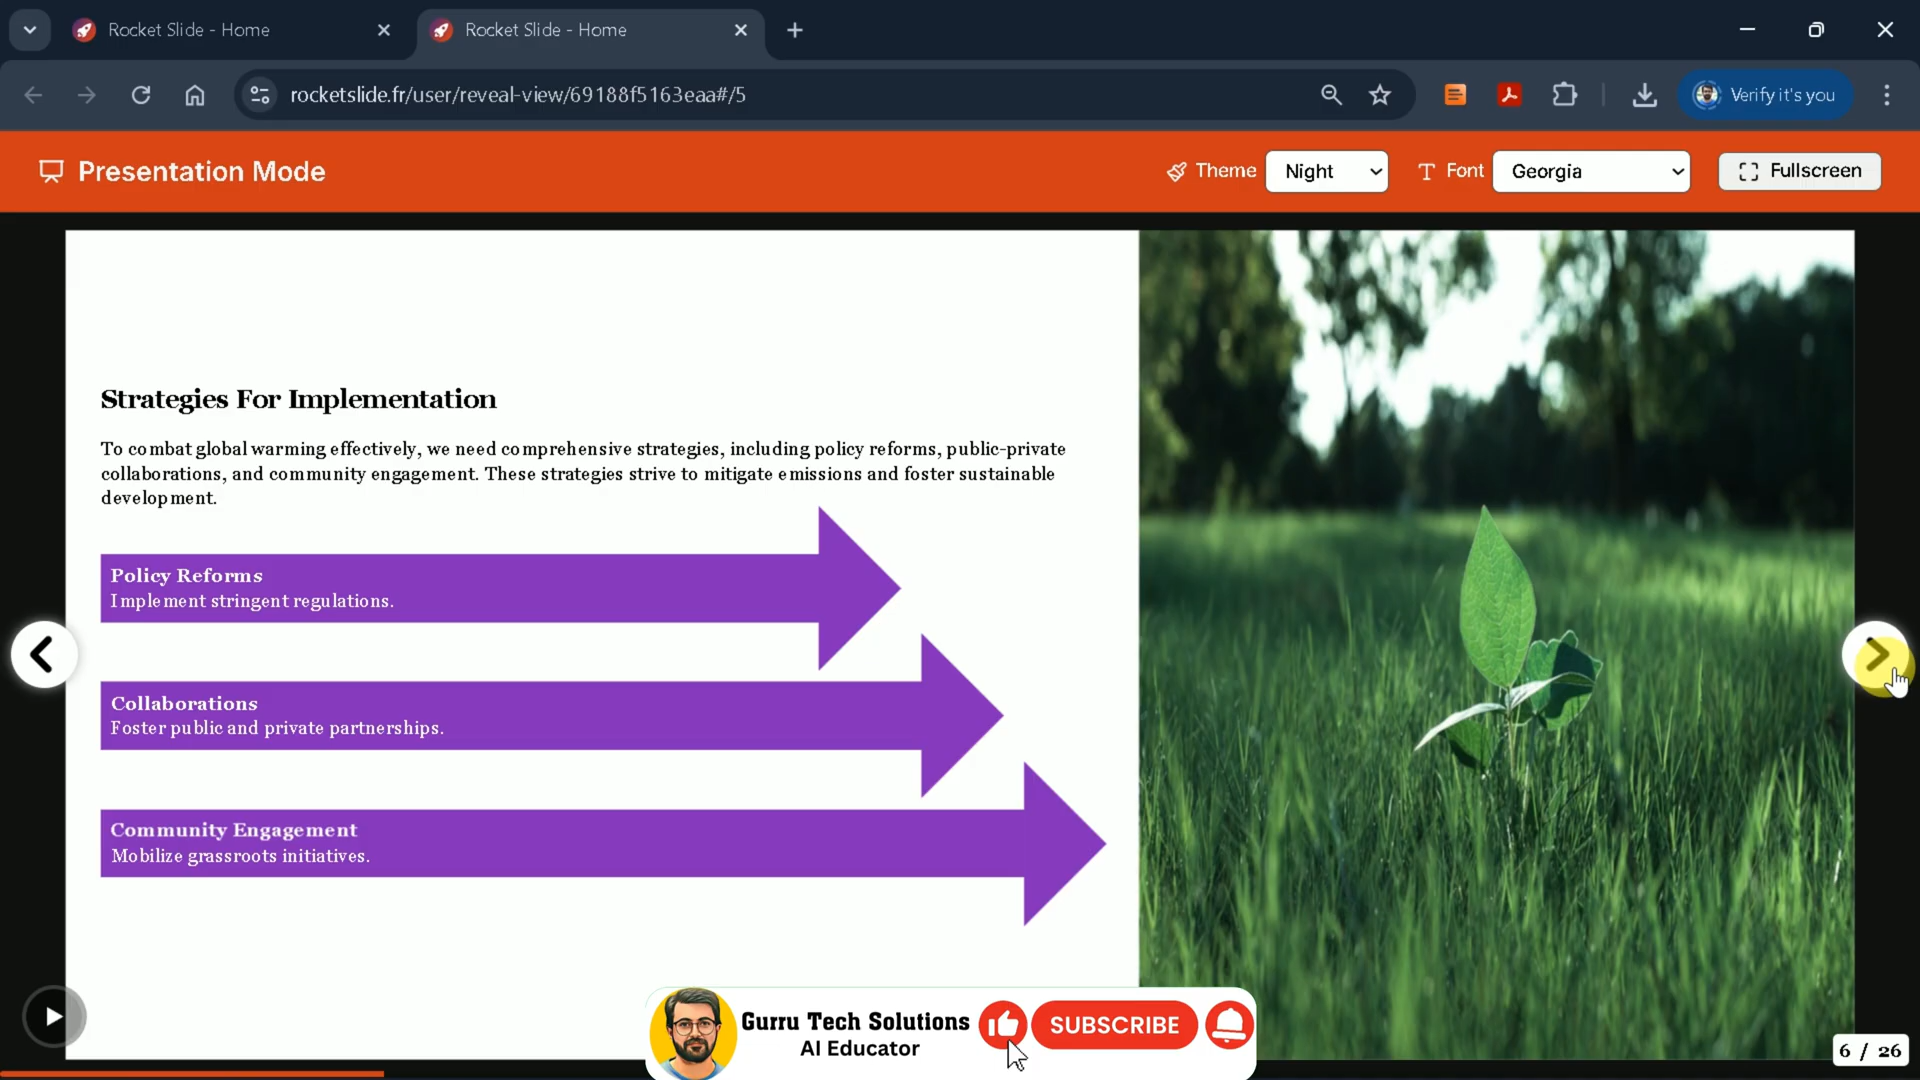 Rocket Slide - Home
Rocket Slide - Home
rocketslide.fr/user/reveal-view/69188f5163eaa#/5
Verify it's you
Presentation Mode
Theme
Night
Font
Georgia
Fullscreen
Strategies For Implementation
To combat global warming effectively, we need comprehensive strategies, including policy reforms, public-private
collaborations, and community engagement. These strategies strive to mitigate emissions and foster sustainable
development.
Policy Reforms
Implement stringent regulations.
Collaborations
Foster public and private partnerships.
Community Engagement
Mobilize grassroots initiatives.
Gurru Tech Solutions
AI Educator
SUBSCRIBE
6 / 26